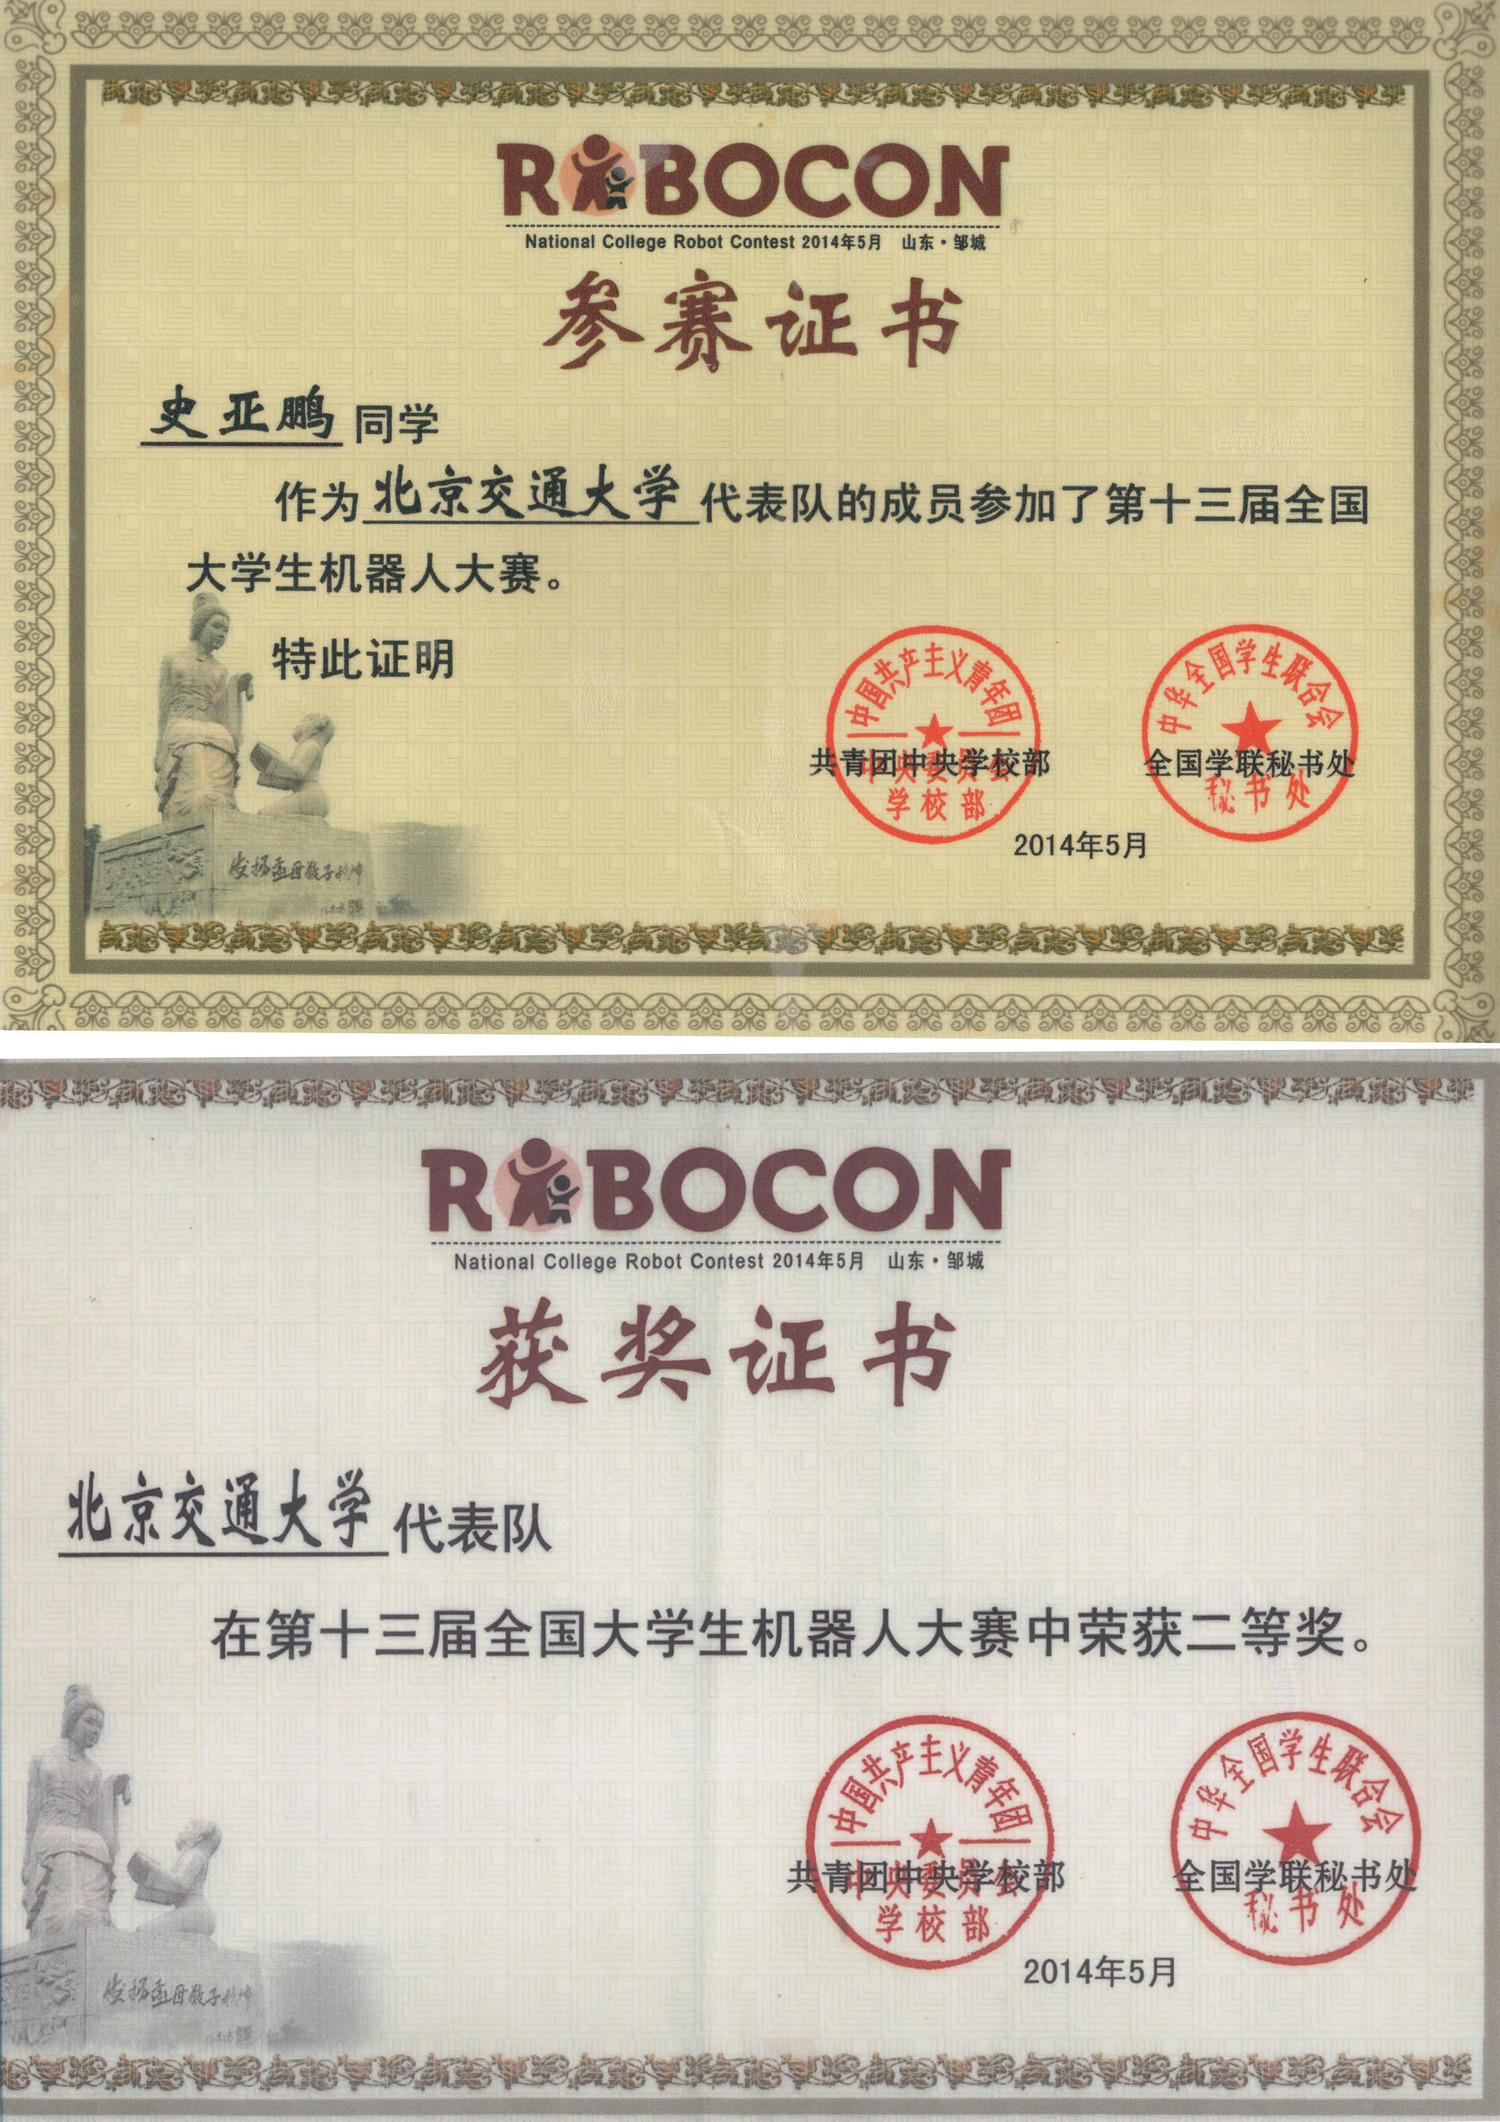 ROBOCON
National College Robot Contest 2014年5月 山东·邹城
参赛证书
史亚鹏 同学
作为 北京交通大学 代表队的成员参加了第十三届全国
大学生机器人大赛。
特此证明
中国共产主义青年团
中央委员会
学校部
共青团中央学校部
中华全国学生联合会
秘书处
全国学联秘书处
2014年5月
发扬孟母教子精神
ROBOCON
National College Robot Contest 2014年5月 山东·邹城
获奖证书
北京交通大学 代表队
在第十三届全国大学生机器人大赛中荣获二等奖。
中国共产主义青年团
中央委员会
学校部
共青团中央学校部
中华全国学生联合会
秘书处
全国学联秘书处
2014年5月
发扬孟母教子精神